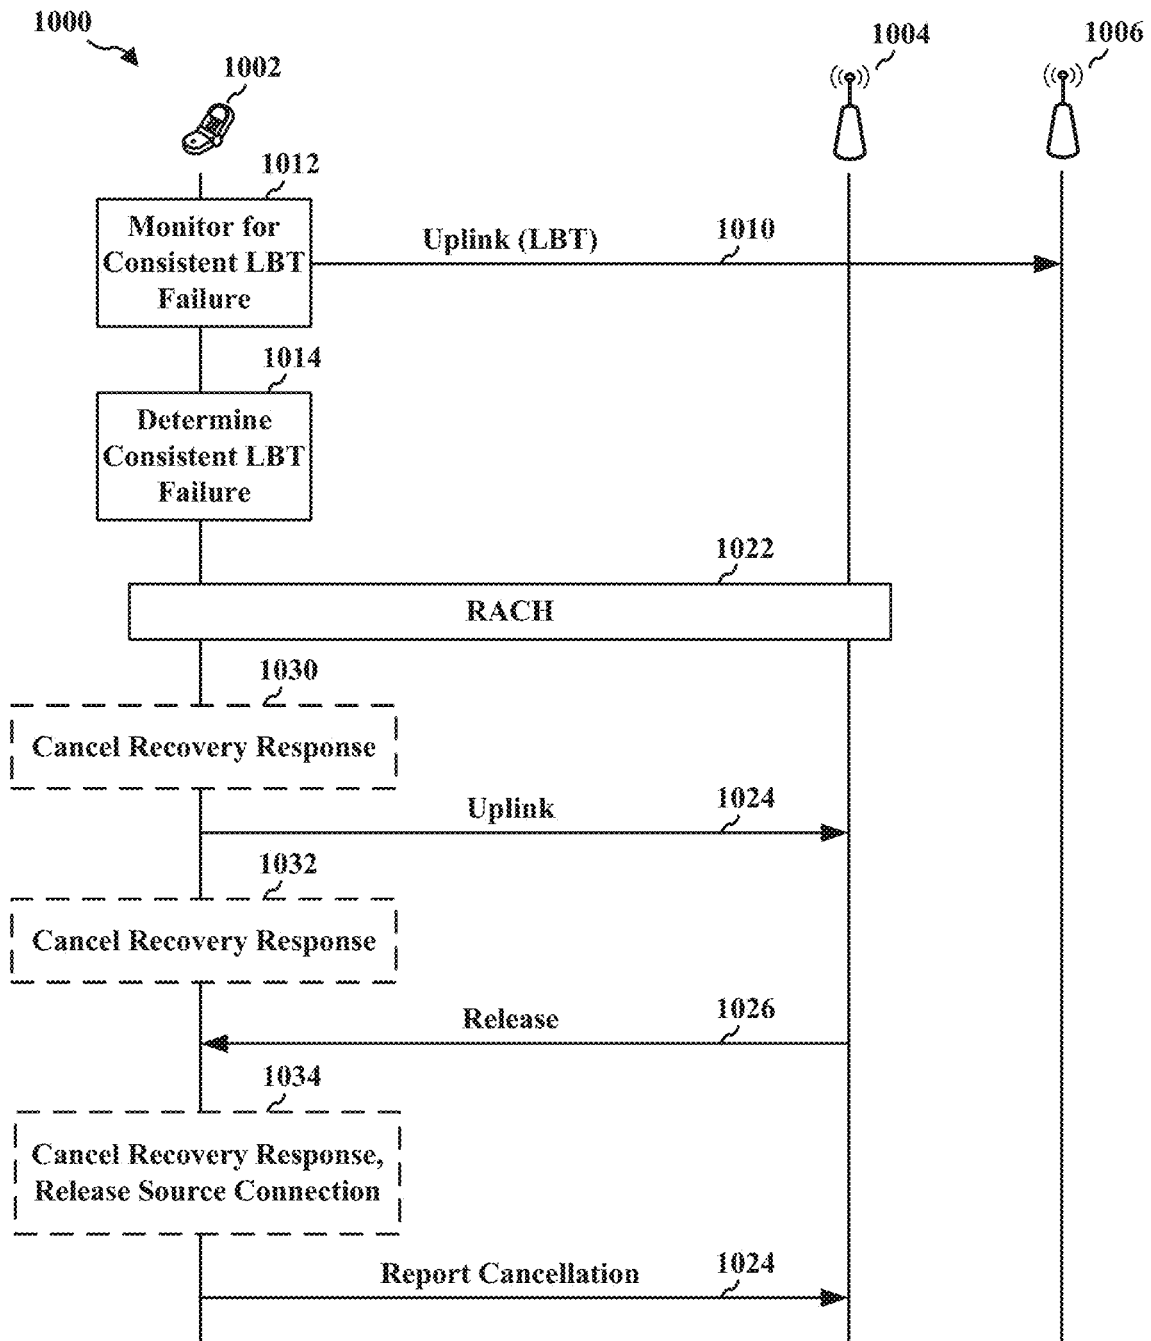 1000
1002
1004
1006
1012
Monitor for
Consistent LBT
Failure
Uplink (LBT)
1010
1014
Determine
Consistent LBT
Failure
1022
RACH
1030
Cancel Recovery Response
Uplink
1024
1032
Cancel Recovery Response
Release
1026
1034
Cancel Recovery Response,
Release Source Connection
Report Cancellation
1024